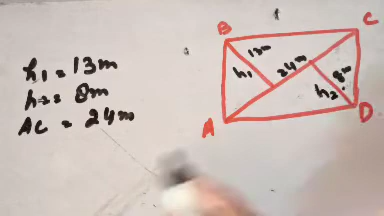 h₁ = 13m
h₂ = 8m
AC = 24m
B
C
13m
h₁
24m
8m
h₂
A
D